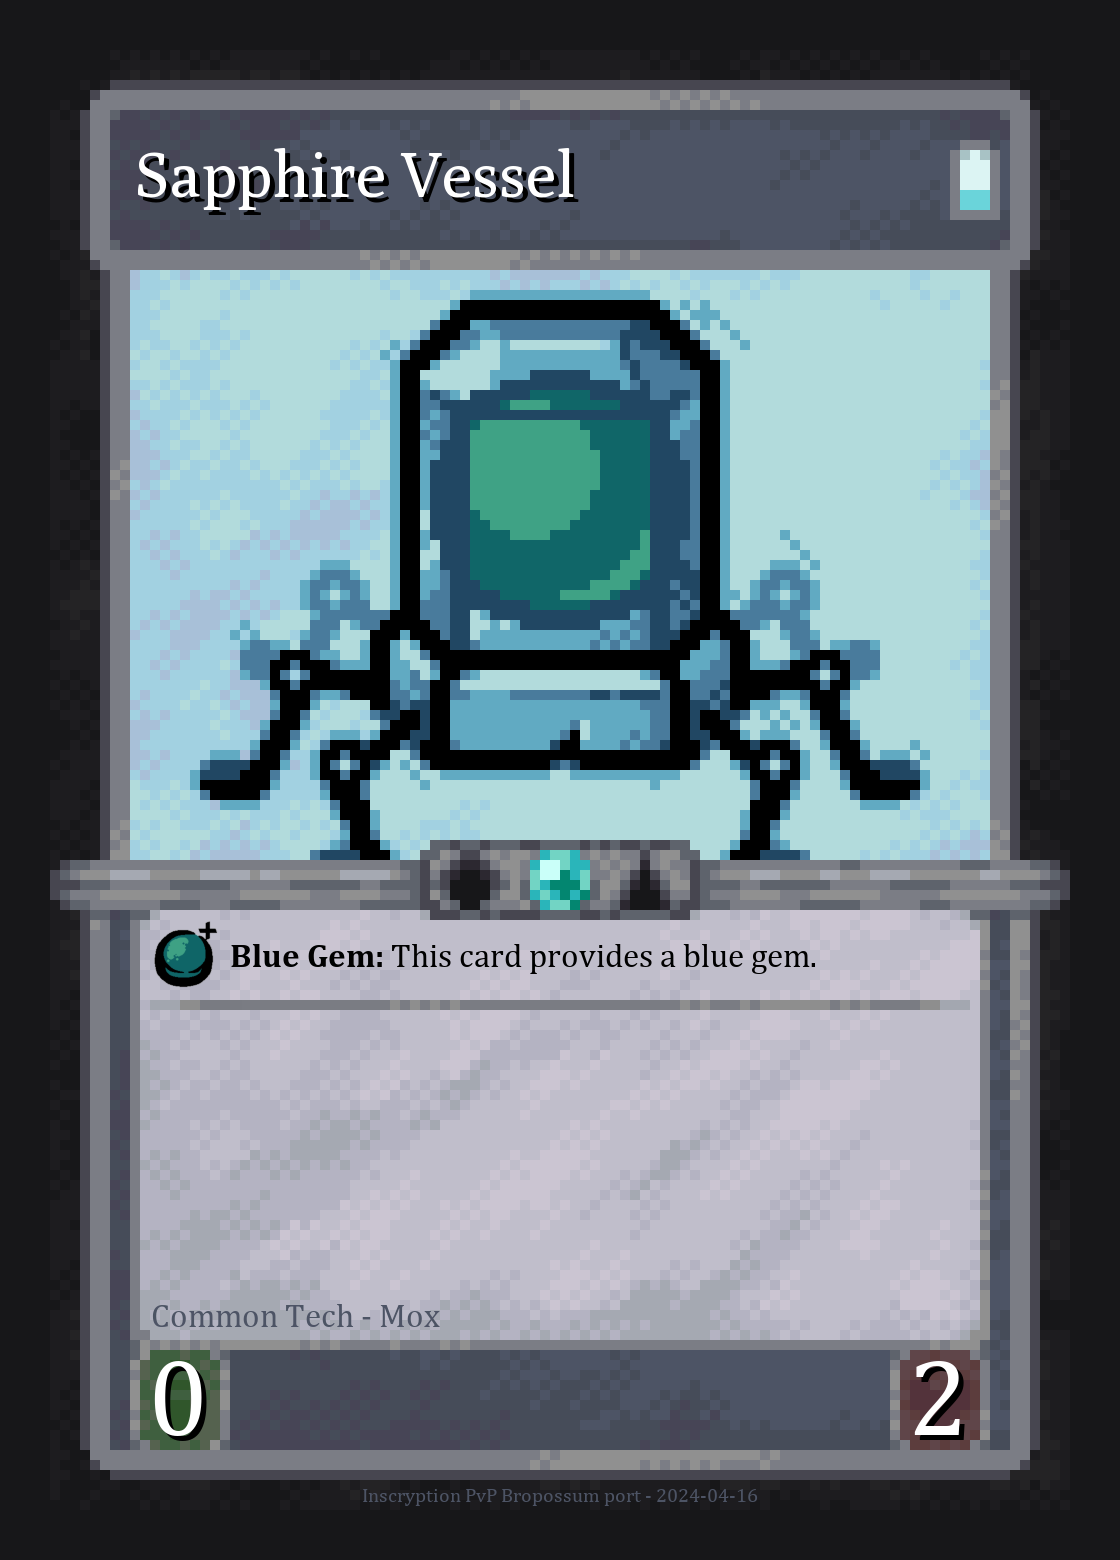 Sapphire Vessel
Blue Gem: This card provides a blue gem.
Common Tech - Mox
0
2
Inscryption PvP Bropossum port - 2024-04-16